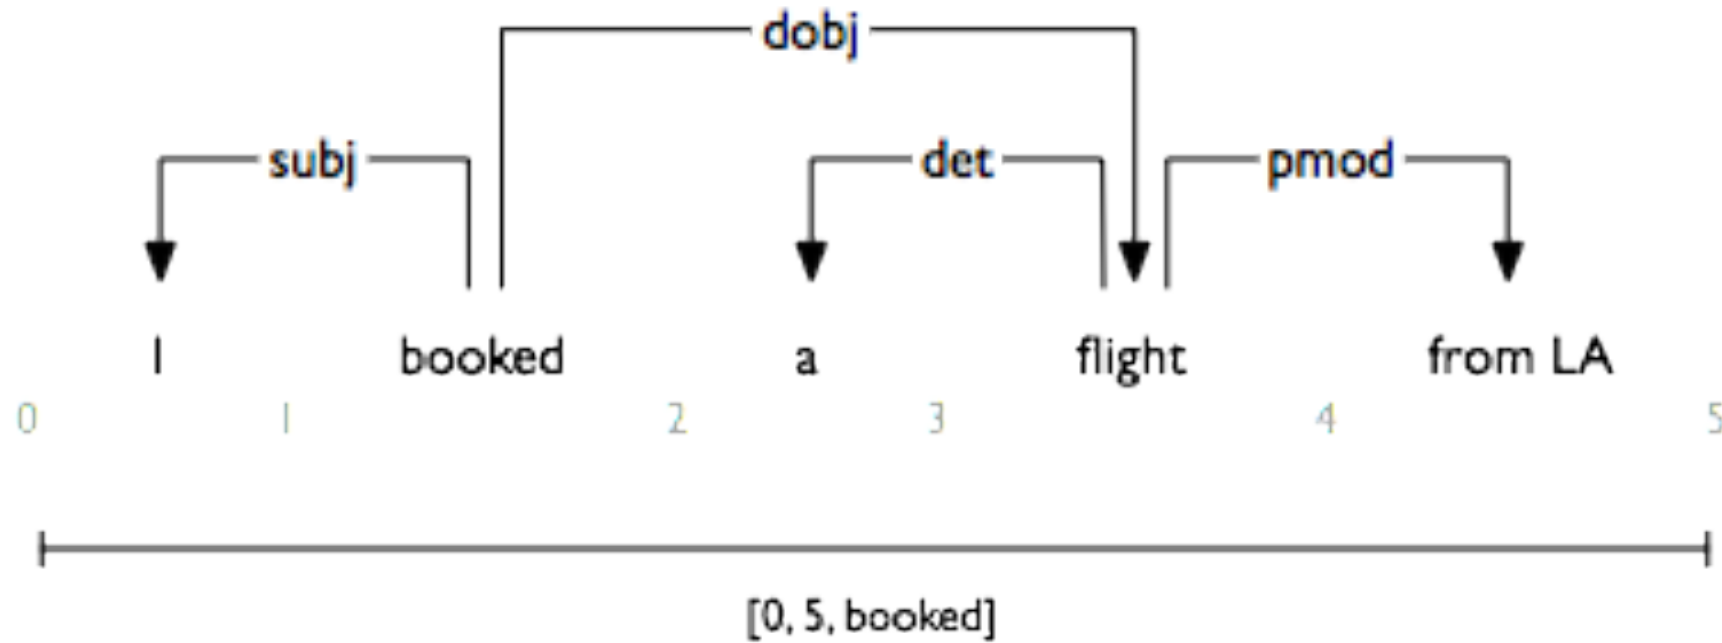 dobj
subj det pmod
I booked a flight from LA
0 1 2 3 4 5
[0, 5, booked]